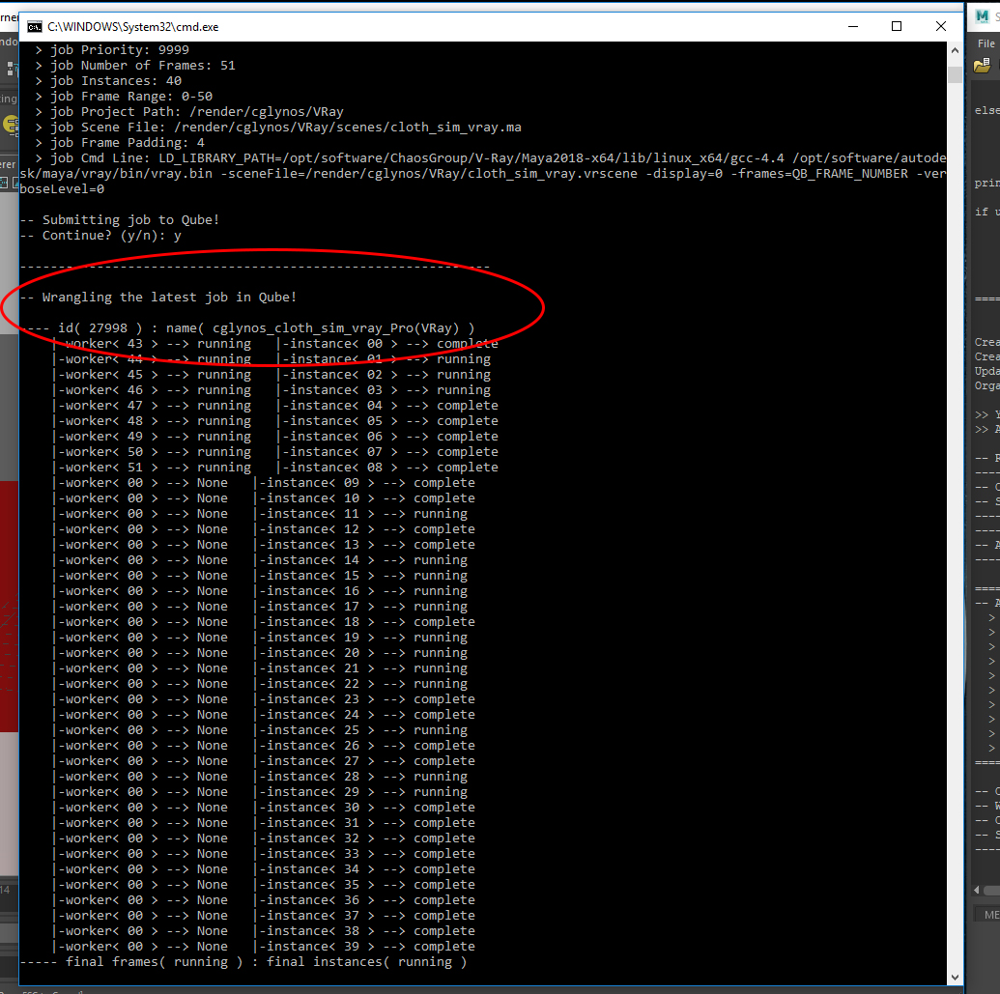 C:\WINDOWS\System32\cmd.exe
> job Priority: 9999
> job Number of Frames: 51
> job Instances: 40
> job Frame Range: 0-50
> job Project Path: /render/cglynos/VRay
> job Scene File: /render/cglynos/VRay/scenes/cloth_sim_vray.ma
> job Frame Padding: 4
> job Cmd Line: LD_LIBRARY_PATH=/opt/software/ChaosGroup/V-Ray/Maya2018-x64/lib/linux_x64/gcc-4.4 /opt/software/autode
sk/maya/vray/bin/vray.bin -sceneFile=/render/cglynos/VRay/cloth_sim_vray.vrscene -display=0 -frames=QB_FRAME_NUMBER -ver
boseLevel=0
-- Submitting job to Qube!
-- Continue? (y/n): y
-------------------------------------------------------------
-- Wrangling the latest job in Qube!
---- id( 27998 ) : name( cglynos_cloth_sim_vray_Pro(VRay) )
|-worker< 43 > --> running |-instance< 00 > --> complete
|-worker< 44 > --> running |-instance< 01 > --> running
|-worker< 45 > --> running |-instance< 02 > --> running
|-worker< 46 > --> running |-instance< 03 > --> running
|-worker< 47 > --> running |-instance< 04 > --> complete
|-worker< 48 > --> running |-instance< 05 > --> complete
|-worker< 49 > --> running |-instance< 06 > --> complete
|-worker< 50 > --> running |-instance< 07 > --> complete
|-worker< 51 > --> running |-instance< 08 > --> complete
|-worker< 00 > --> None |-instance< 09 > --> complete
|-worker< 00 > --> None |-instance< 10 > --> complete
|-worker< 00 > --> None |-instance< 11 > --> running
|-worker< 00 > --> None |-instance< 12 > --> complete
|-worker< 00 > --> None |-instance< 13 > --> complete
|-worker< 00 > --> None |-instance< 14 > --> running
|-worker< 00 > --> None |-instance< 15 > --> running
|-worker< 00 > --> None |-instance< 16 > --> running
|-worker< 00 > --> None |-instance< 17 > --> running
|-worker< 00 > --> None |-instance< 18 > --> complete
|-worker< 00 > --> None |-instance< 19 > --> running
|-worker< 00 > --> None |-instance< 20 > --> running
|-worker< 00 > --> None |-instance< 21 > --> running
|-worker< 00 > --> None |-instance< 22 > --> running
|-worker< 00 > --> None |-instance< 23 > --> complete
|-worker< 00 > --> None |-instance< 24 > --> complete
|-worker< 00 > --> None |-instance< 25 > --> running
|-worker< 00 > --> None |-instance< 26 > --> complete
|-worker< 00 > --> None |-instance< 27 > --> complete
|-worker< 00 > --> None |-instance< 28 > --> running
|-worker< 00 > --> None |-instance< 29 > --> running
|-worker< 00 > --> None |-instance< 30 > --> complete
|-worker< 00 > --> None |-instance< 31 > --> complete
|-worker< 00 > --> None |-instance< 32 > --> complete
|-worker< 00 > --> None |-instance< 33 > --> complete
|-worker< 00 > --> None |-instance< 34 > --> complete
|-worker< 00 > --> None |-instance< 35 > --> complete
|-worker< 00 > --> None |-instance< 36 > --> complete
|-worker< 00 > --> None |-instance< 37 > --> complete
|-worker< 00 > --> None |-instance< 38 > --> complete
|-worker< 00 > --> None |-instance< 39 > --> complete
----- final frames( running ) : final instances( running )
File
else
prin
if u
====
Crea
Crea
Upda
Orga